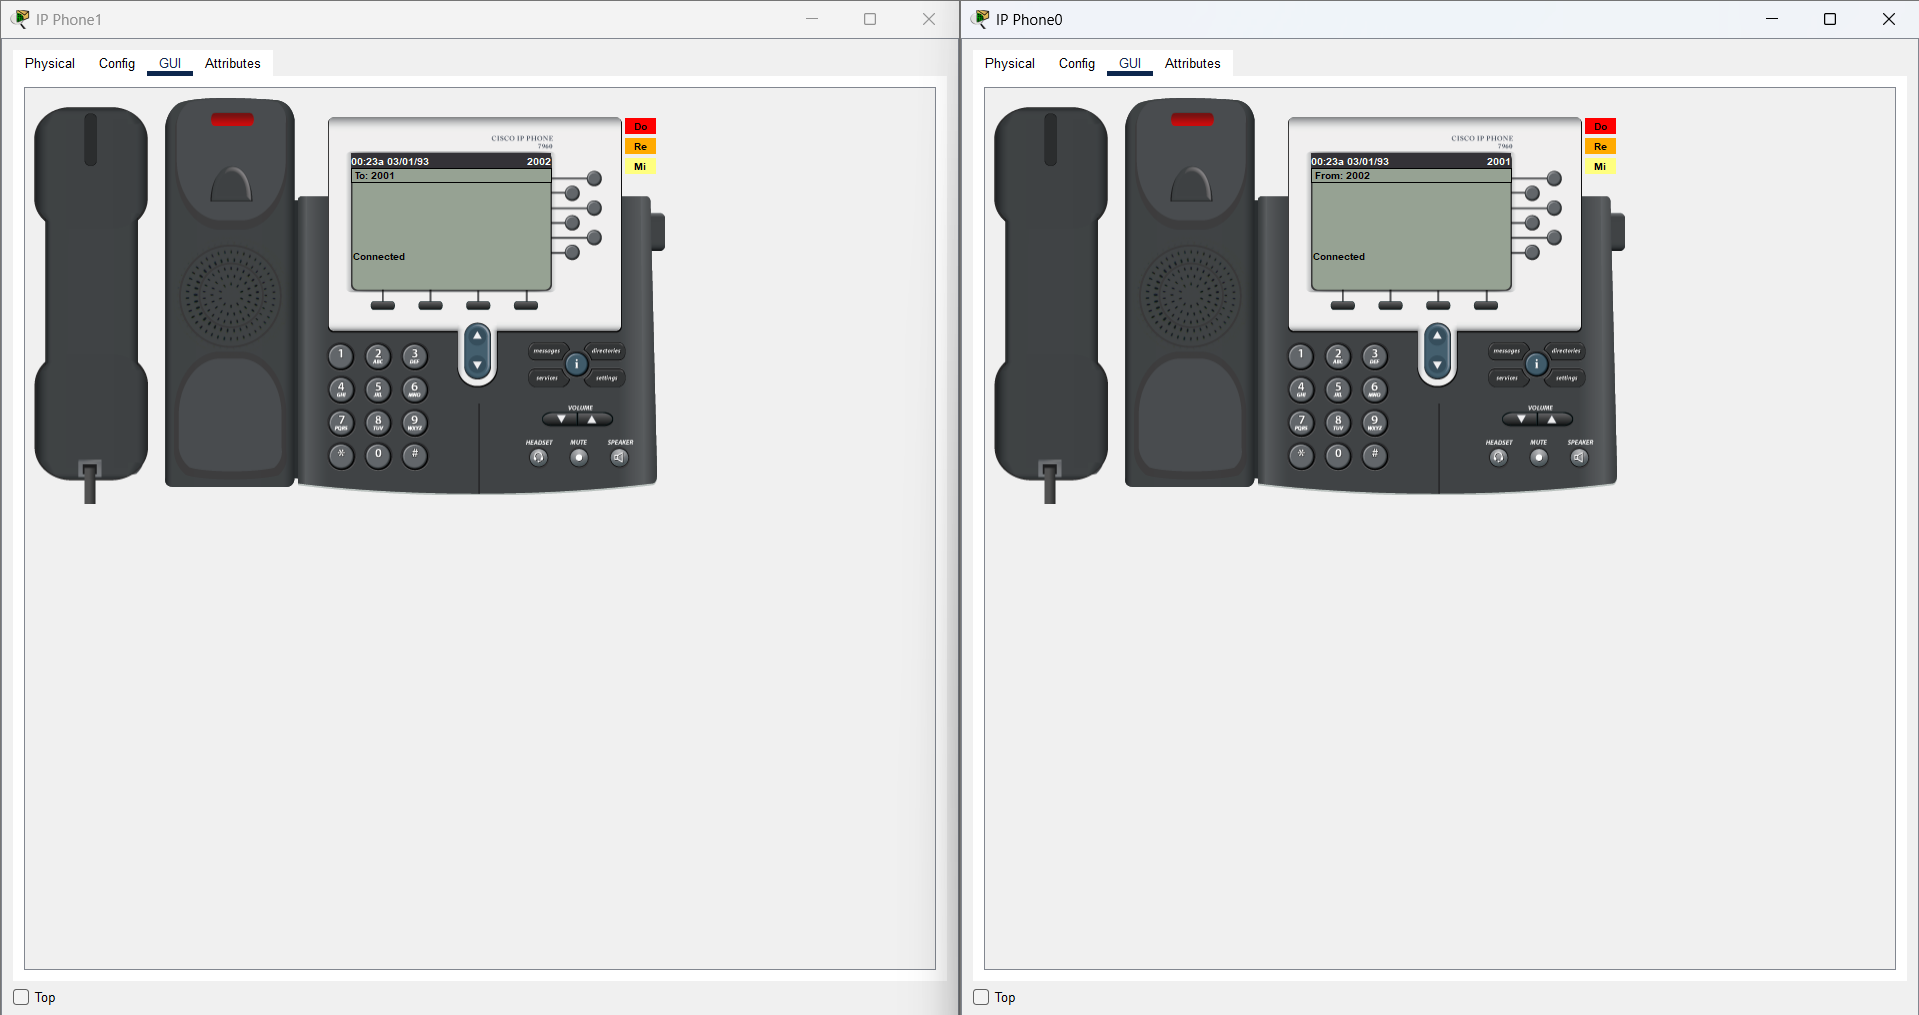 IP Phone1
Physical Config GUI Attributes
CISCO IP PHONE
7960
00:23a 03/01/93 2002
To: 2001
Connected
Do
Re
Mi
1 2 ABC 3 DEF
4 GHI 5 JKL 6 MNO
7 PQRS 8 TUV 9 WXYZ
* 0 #
messages directories
i
services settings
VOLUME
HEADSET MUTE SPEAKER
Top
IP Phone0
Physical Config GUI Attributes
CISCO IP PHONE
7960
00:23a 03/01/93 2001
From: 2002
Connected
Do
Re
Mi
1 2 ABC 3 DEF
4 GHI 5 JKL 6 MNO
7 PQRS 8 TUV 9 WXYZ
* 0 #
messages directories
i
services settings
VOLUME
HEADSET MUTE SPEAKER
Top